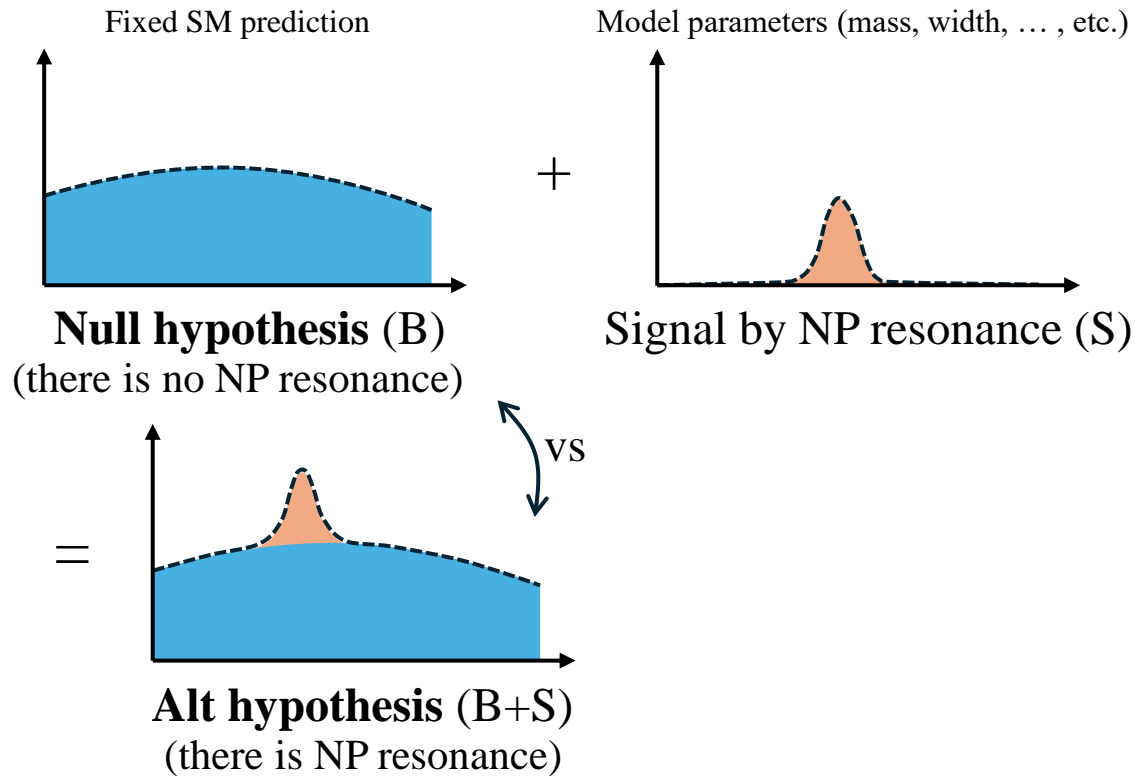 Fixed SM prediction
Model parameters (mass, width, … , etc.)
+
Null hypothesis (B)
(there is no NP resonance)
Signal by NP resonance (S)
vs
=
Alt hypothesis (B+S)
(there is NP resonance)